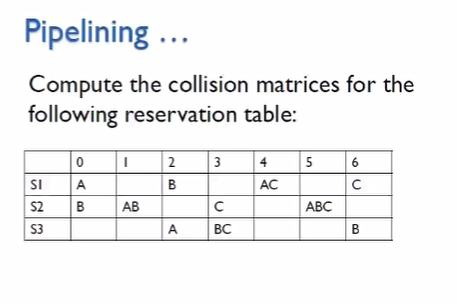 Pipelining ...
Compute the collision matrices for the
following reservation table:
0 1 2 3 4 5 6
S1 A B AC C
S2 B AB C ABC
S3 A BC B